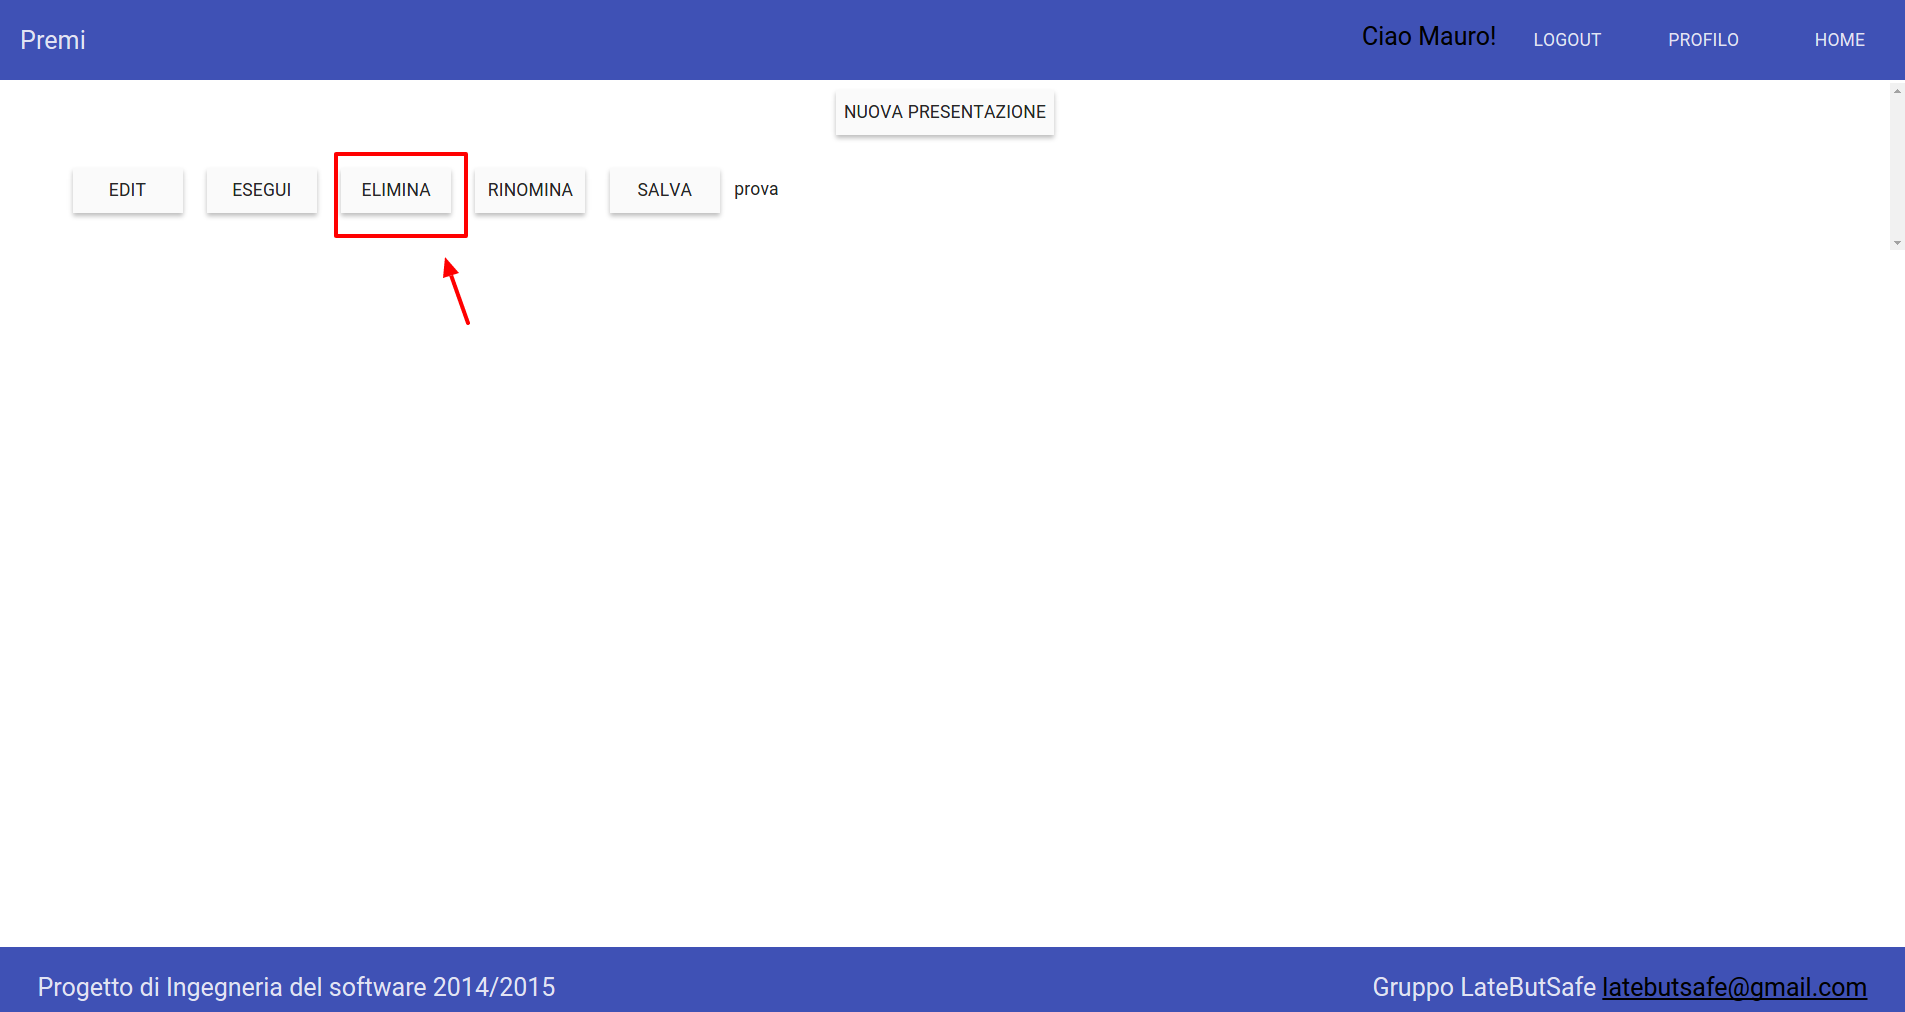 Premi
Ciao Mauro! LOGOUT PROFILO HOME
NUOVA PRESENTAZIONE
EDIT ESEGUI ELIMINA RINOMINA SALVA prova
Progetto di Ingegneria del software 2014/2015
Gruppo LateButSafe latebutsafe@gmail.com